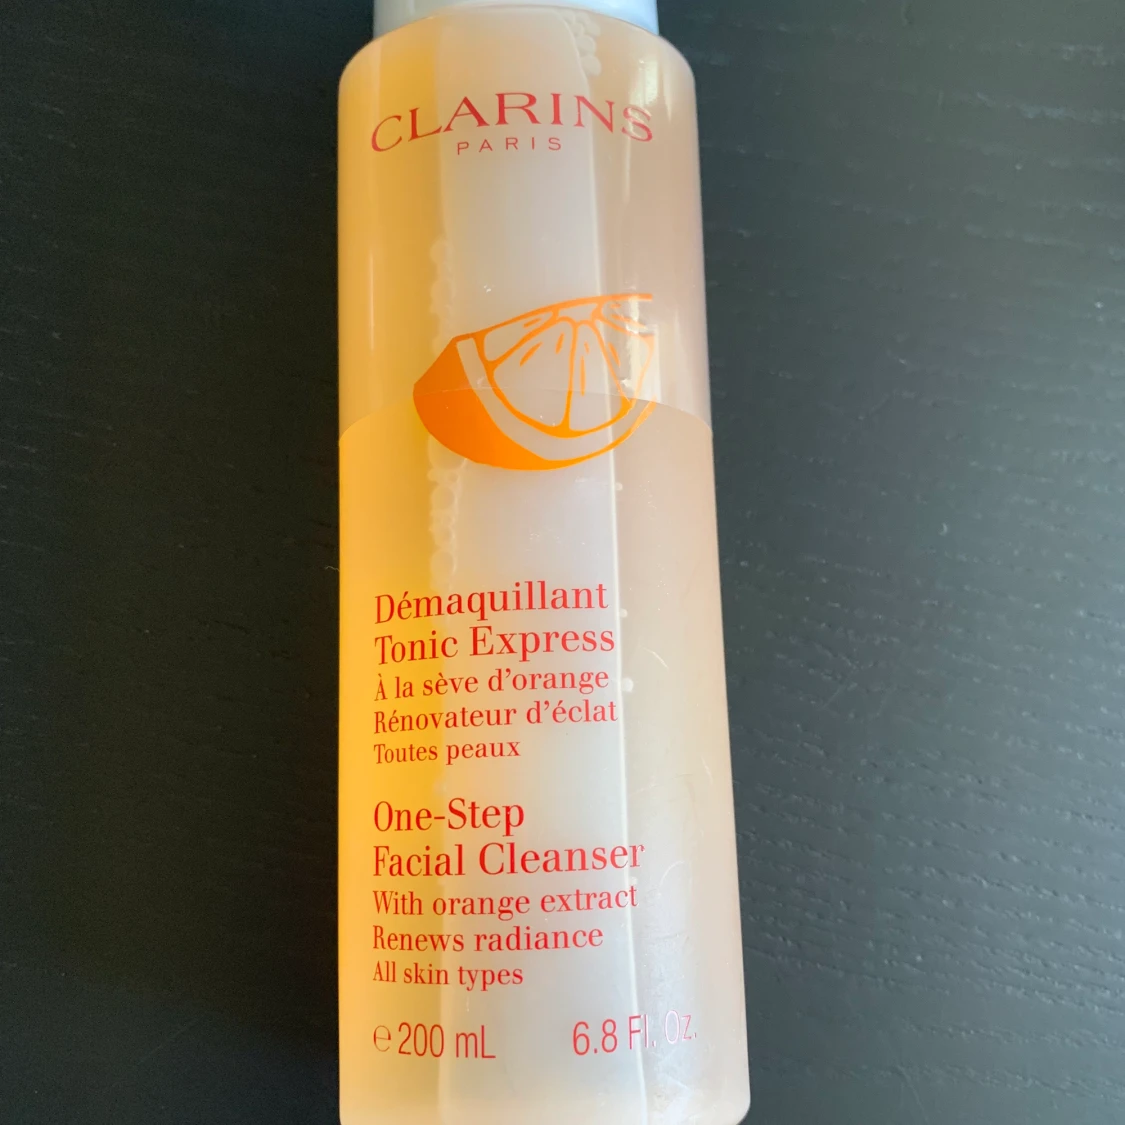 CLARINS
PARIS
Démaquillant
Tonic Express
À la sève d'orange
Rénovateur d'éclat
Toutes peaux
One-Step
Facial Cleanser
With orange extract
Renews radiance
All skin types
℮ 200 mL 6.8 Fl. Oz.